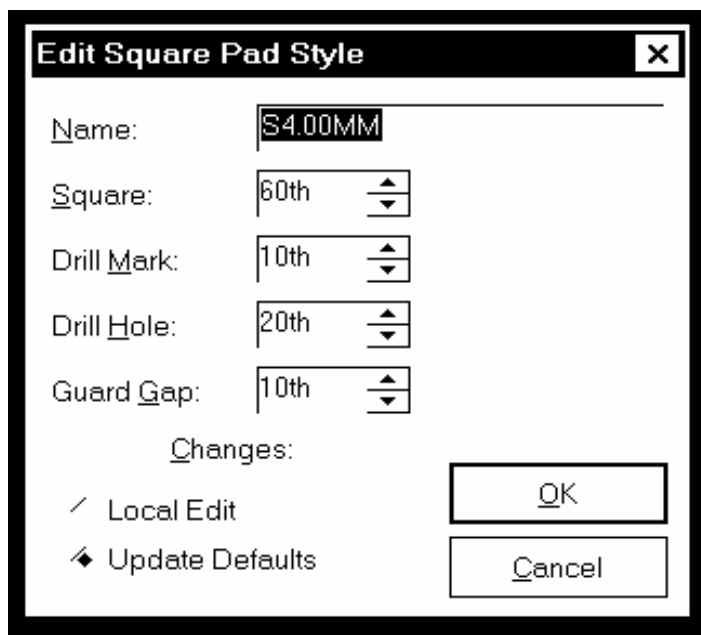 Edit Square Pad Style
Name: S4.00MM
Square: 60th
Drill Mark: 10th
Drill Hole: 20th
Guard Gap: 10th
Changes:
Local Edit
OK
Update Defaults
Cancel